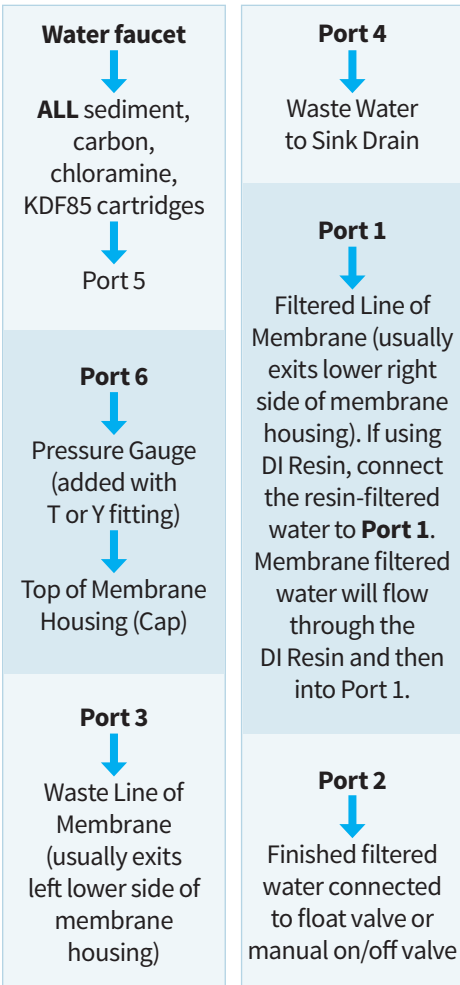 Water faucet
ALL sediment,
carbon,
chloramine,
KDF85 cartridges
Port 5
Port 6
Pressure Gauge
(added with
T or Y fitting)
Top of Membrane
Housing (Cap)
Port 3
Waste Line of
Membrane
(usually exits
left lower side of
membrane
housing)
Port 4
Waste Water
to Sink Drain
Port 1
Filtered Line of
Membrane (usually
exits lower right
side of membrane
housing). If using
DI Resin, connect
the resin-filtered
water to Port 1.
Membrane filtered
water will flow
through the
DI Resin and then
into Port 1.
Port 2
Finished filtered
water connected
to float valve or
manual on/off valve